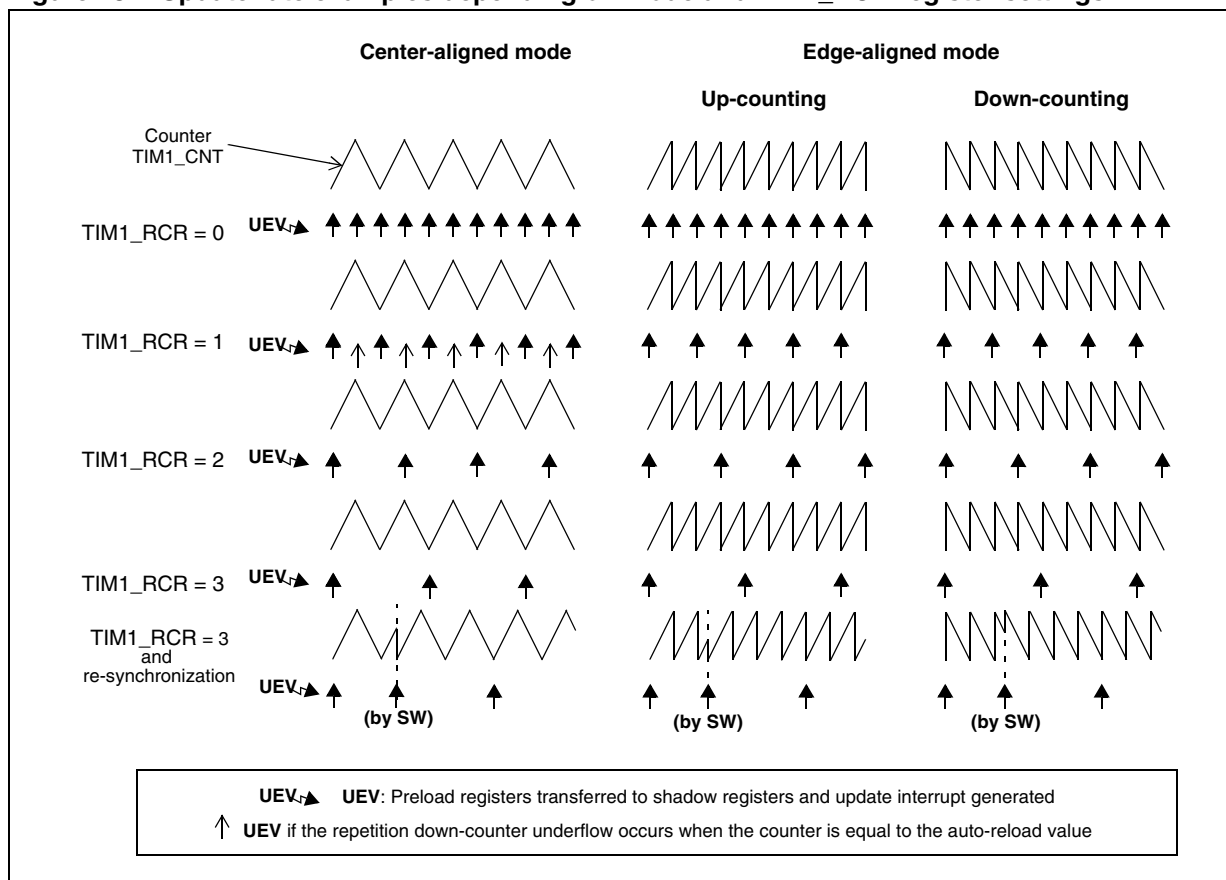 Center-aligned mode
Edge-aligned mode
Up-counting
Down-counting
Counter
TIM1_CNT
TIM1_RCR = 0
UEV
TIM1_RCR = 1
UEV
TIM1_RCR = 2
UEV
TIM1_RCR = 3
UEV
TIM1_RCR = 3
and
re-synchronization
UEV
(by SW)
(by SW)
(by SW)
UEV UEV: Preload registers transferred to shadow registers and update interrupt generated
UEV if the repetition down-counter underflow occurs when the counter is equal to the auto-reload value